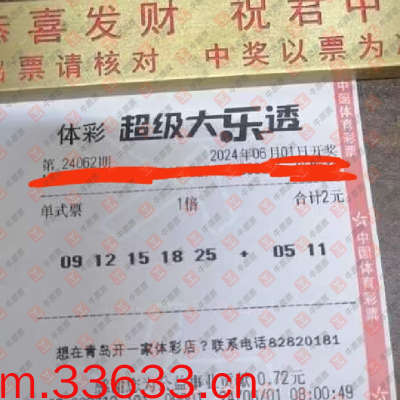 恭喜发财 祝君中
票请核对 中奖以票为
体彩 超级大乐透
第 24062期 2024年06月01日开奖
单式票 1倍 合计2元
09 12 15 18 25 + 05 11
想在青岛开一家体彩店？联系电话82820181
0.72元
/01 08:00:49
m.33633.cn
中国体育彩票
中国体育彩票